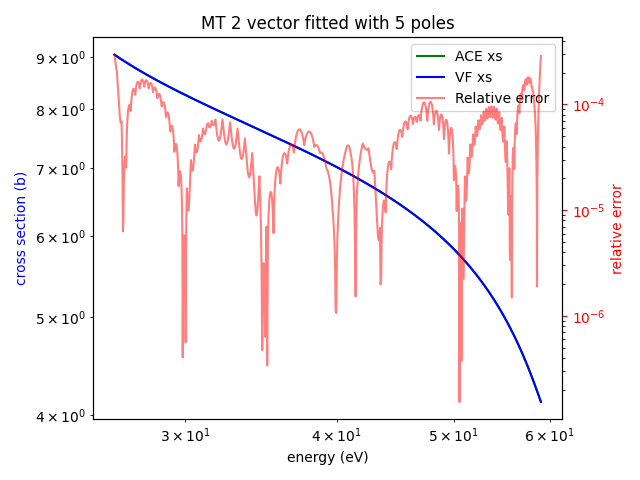 MT 2 vector fitted with 5 poles
ACE xs
VF xs
Relative error
9 × 10⁰
8 × 10⁰
7 × 10⁰
6 × 10⁰
5 × 10⁰
4 × 10⁰
cross section (b)
10⁻⁴
10⁻⁵
10⁻⁶
relative error
3 × 10¹
4 × 10¹
5 × 10¹
6 × 10¹
energy (eV)